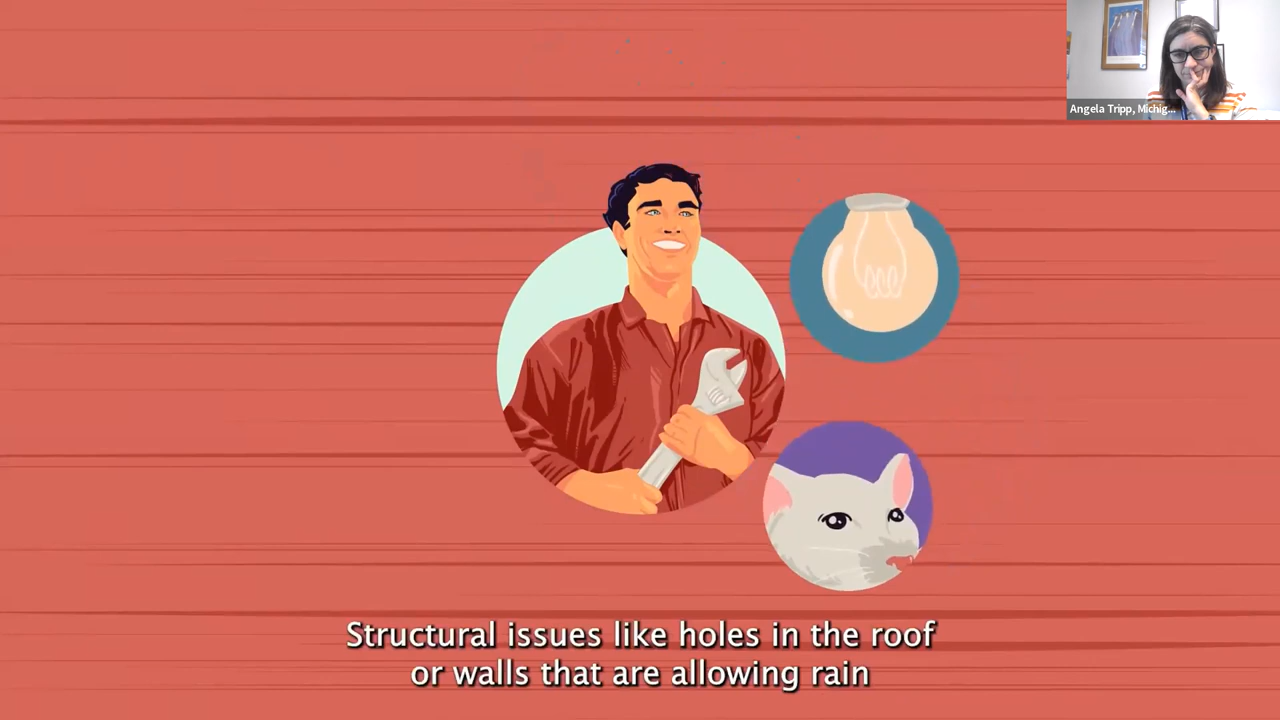 Angela Tripp, Michig...
Structural issues like holes in the roof
or walls that are allowing rain